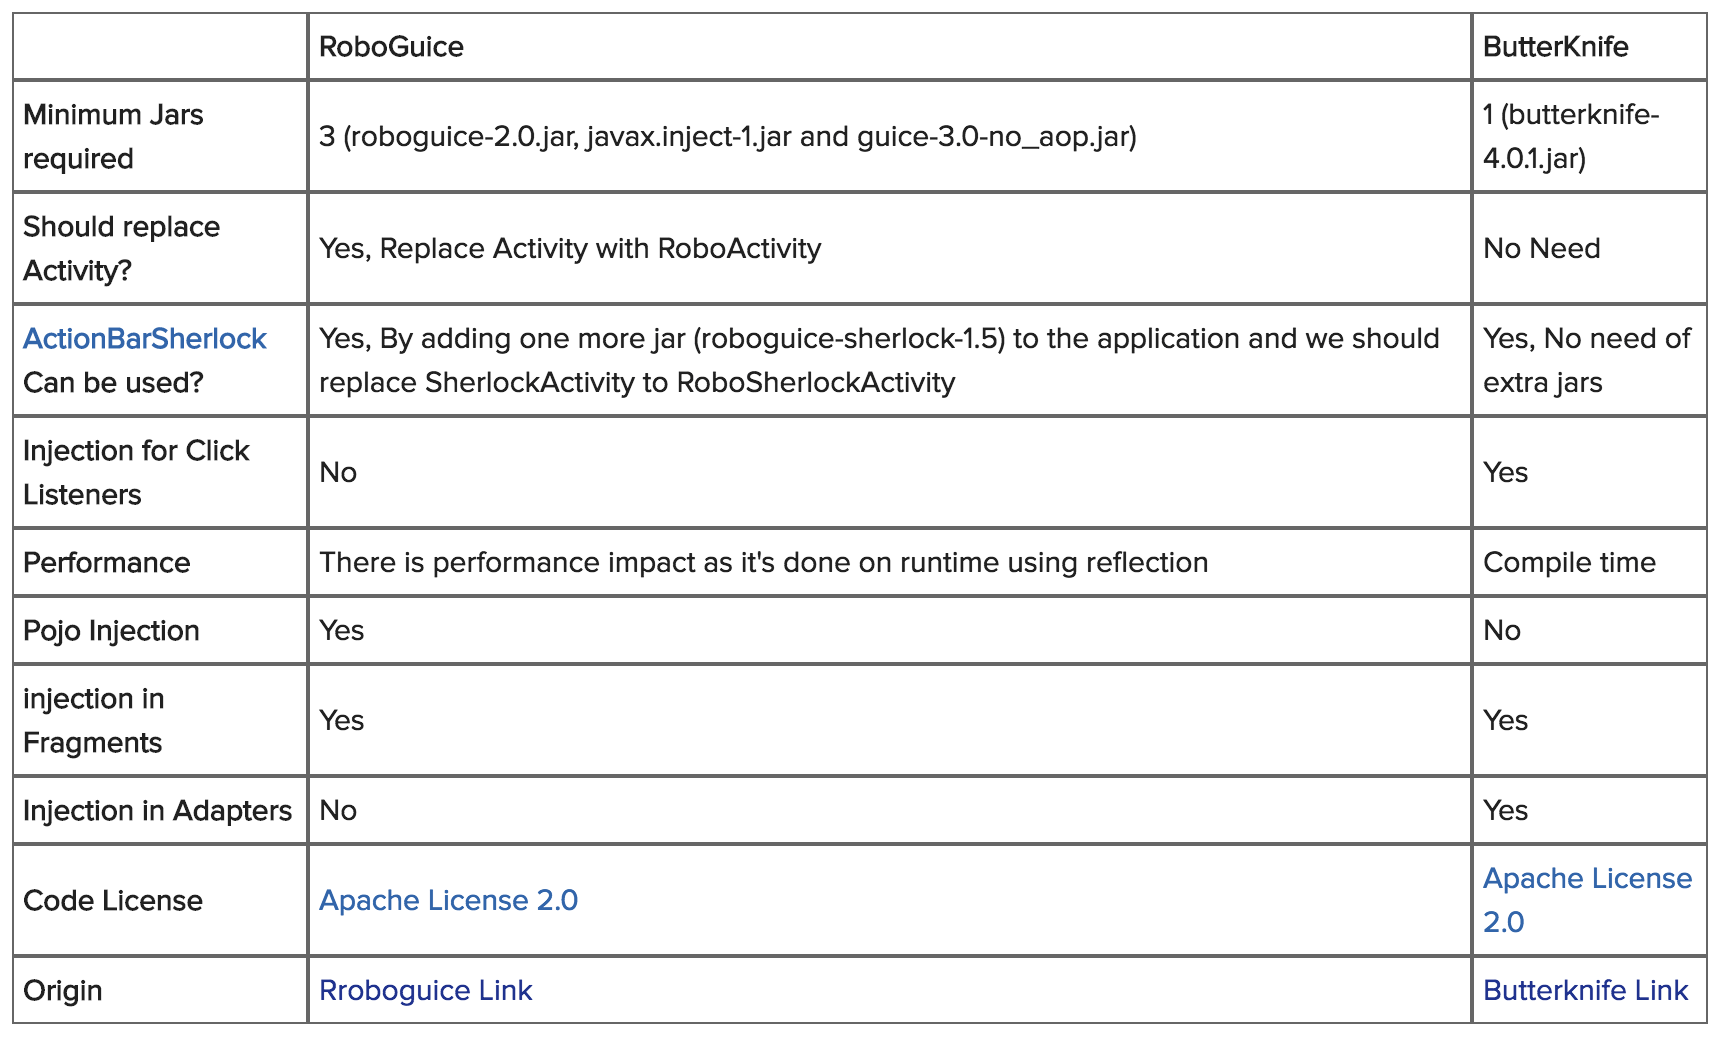 RoboGuice
ButterKnife
Minimum Jars
required
3 (roboguice-2.0.jar, javax.inject-1.jar and guice-3.0-no_aop.jar)
1 (butterknife-
4.0.1.jar)
Should replace
Activity?
Yes, Replace Activity with RoboActivity
No Need
ActionBarSherlock
Can be used?
Yes, By adding one more jar (roboguice-sherlock-1.5) to the application and we should
replace SherlockActivity to RoboSherlockActivity
Yes, No need of
extra jars
Injection for Click
Listeners
No
Yes
Performance
There is performance impact as it's done on runtime using reflection
Compile time
Pojo Injection
Yes
No
injection in
Fragments
Yes
Yes
Injection in Adapters
No
Yes
Code License
Apache License 2.0
Apache License
2.0
Origin
Rroboguice Link
Butterknife Link